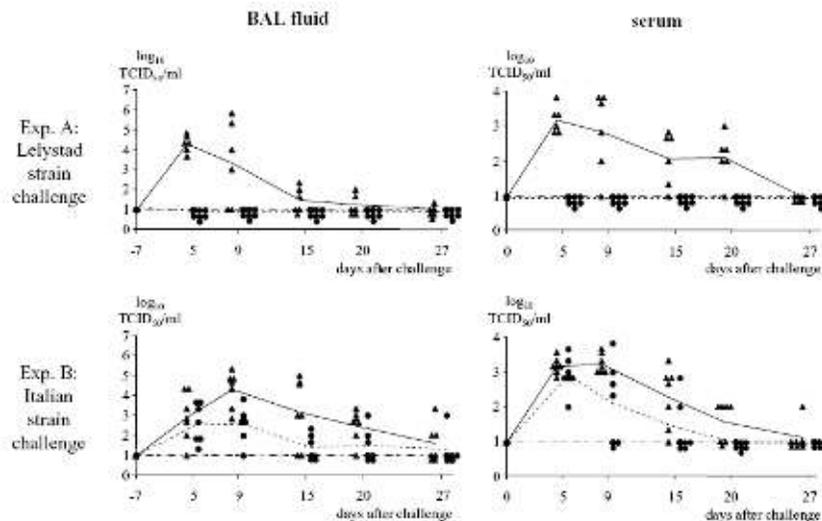 BAL fluid
serum
Exp. A:
Lelystad
strain
challenge
log10
TCID50/ml
7
6
5
4
3
2
1
-7 5 9 15 20 27
days after challenge
log10
TCID50/ml
4
3
2
1
0 5 9 15 20 27
days after challenge
Exp. B:
Italian
strain
challenge
log10
TCID50/ml
7
6
5
4
3
2
1
-7 5 9 15 20 27
days after challenge
log10
TCID50/ml
4
3
2
1
0 5 9 15 20 27
days after challenge